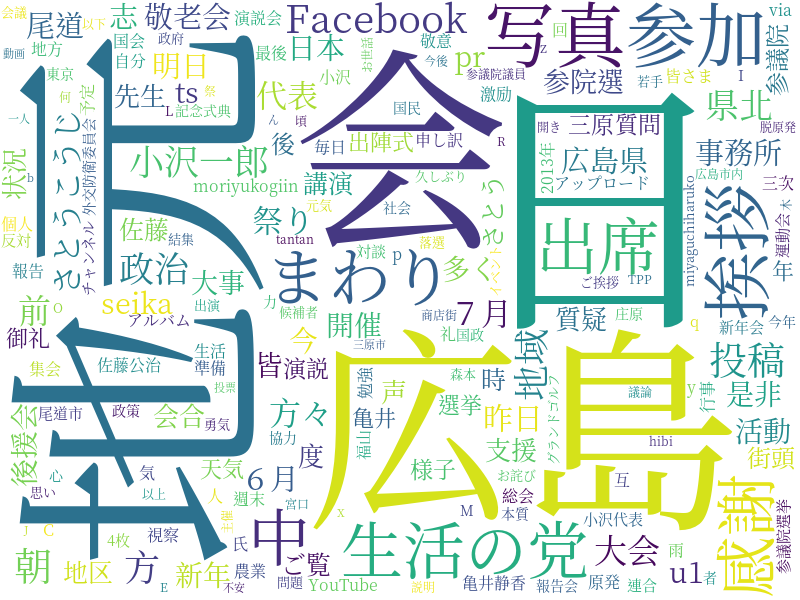 会議
尾道
志
敬老会
演説会
Facebook
写真
参加
回
via
参議院
動画
以下
地方
国会
自分
政府
最後
日本
敬意
小沢
今後
お世話
pr
z
参議院議員
若手
皆さま
I
東京
明日
参院選
何
予定
先生
ts
代表
記念式典
L
祭
国民
激励
県北
脱原発
一人
状況
挨拶
会
日
b
小沢一郎
後
毎日
出陣式
申し訳
R
2013年
三原
質問
開き
事務所
ん
頃
moriyukogiin
講演
久しぶり
アップロード
広島県
広島市内
三次
個人
反対
さとうこうじ
チャンネル
外交防衛委員会
佐藤
祭り
元気
社会
さとう
出席
miyaguchiharuko
木
運動会
報告
政治
結集
tantan
対談
落選
p
イベント
ご挨拶
TPP
年
大事
まわり
多く
前
o
seika
出演
力
候補者
商店街
7月
質疑
庄原
q
新年会
今年
御礼
アルバム
開催
今
礼
国政
地域
佐藤公治
生活
準備
三原市
森本
投稿
集会
皆
演説
勉強
声
時
グランドゴルフ
議論
y
行事
是非
尾道市
政策
投票
勇気
方々
亀井
選挙
昨日
後援会
会合
協力
福山
支援
hibi
活動
街頭
心
気
天気
6月
度
様子
お詫び
互
思い
以上
人
週末
宮口
x
総会
M
本質
小沢代表
感謝
参議院選挙
J
C
4枚
視察
主催
氏
中
生活の党
大会
雨
朝
地区
方
新年
農業
ご覧
u1
者
E
不安
問題
YouTube
説明
亀井静香
報告会
原発
連合
広島